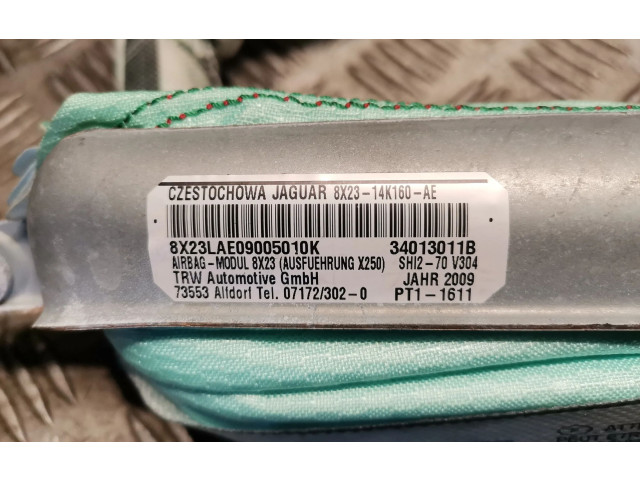 CZESTOCHOWA JAGUAR 8X23-14K160-AE
8X23LAE09005010K 34013011B
AIRBAG-MODUL 8X23 (AUSFUEHRUNG X250) SHI2-70 V304
TRW Automotive GmbH JAHR 2009
73553 Alfdorf Tel. 07172/302-0 PT1-1611